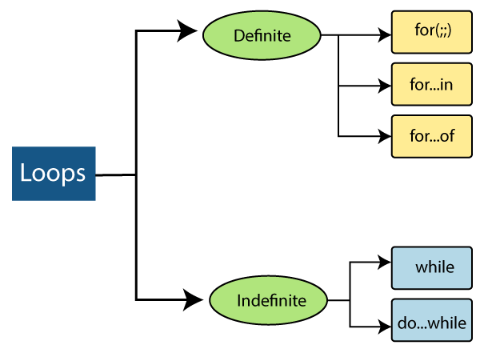 Loops
Definite
for(;;)
for...in
for...of
Indefinite
while
do...while